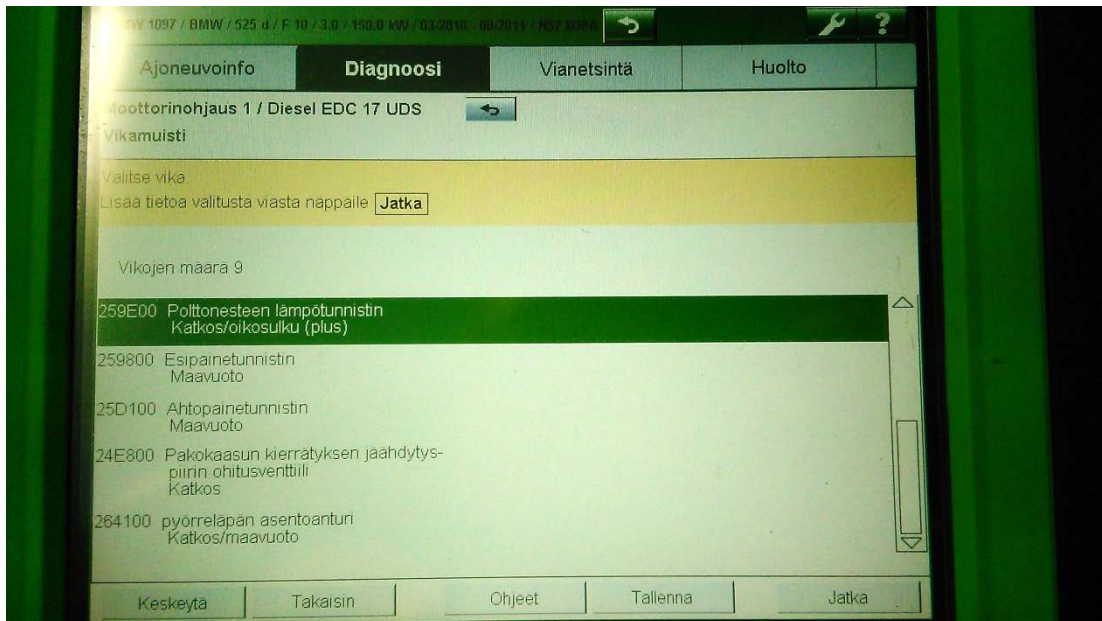 1097 / BMW / 525 d / F 10 / 3.0 / 150.0 kW / 03/2010 - 08/2011 / N57 D30A
?
Ajoneuvoinfo Diagnoosi Vianetsintä Huolto
Moottorinohjaus 1 / Diesel EDC 17 UDS
Vikamuisti
Valitse vika.
Lisää tietoa valitusta viasta nappaile Jatka
Vikojen määrä 9
259E00 Polttonesteen lämpötunnistin
Katkos/oikosulku (plus)
259800 Esipainetunnistin
Maavuoto
25D100 Ahtopainetunnistin
Maavuoto
24E800 Pakokaasun kierrätyksen jäähdytys-
piirin ohitusventtiili
Katkos
264100 pyörreläpän asentoanturi
Katkos/maavuoto
Keskeytä Takaisin Ohjeet Tallenna Jatka